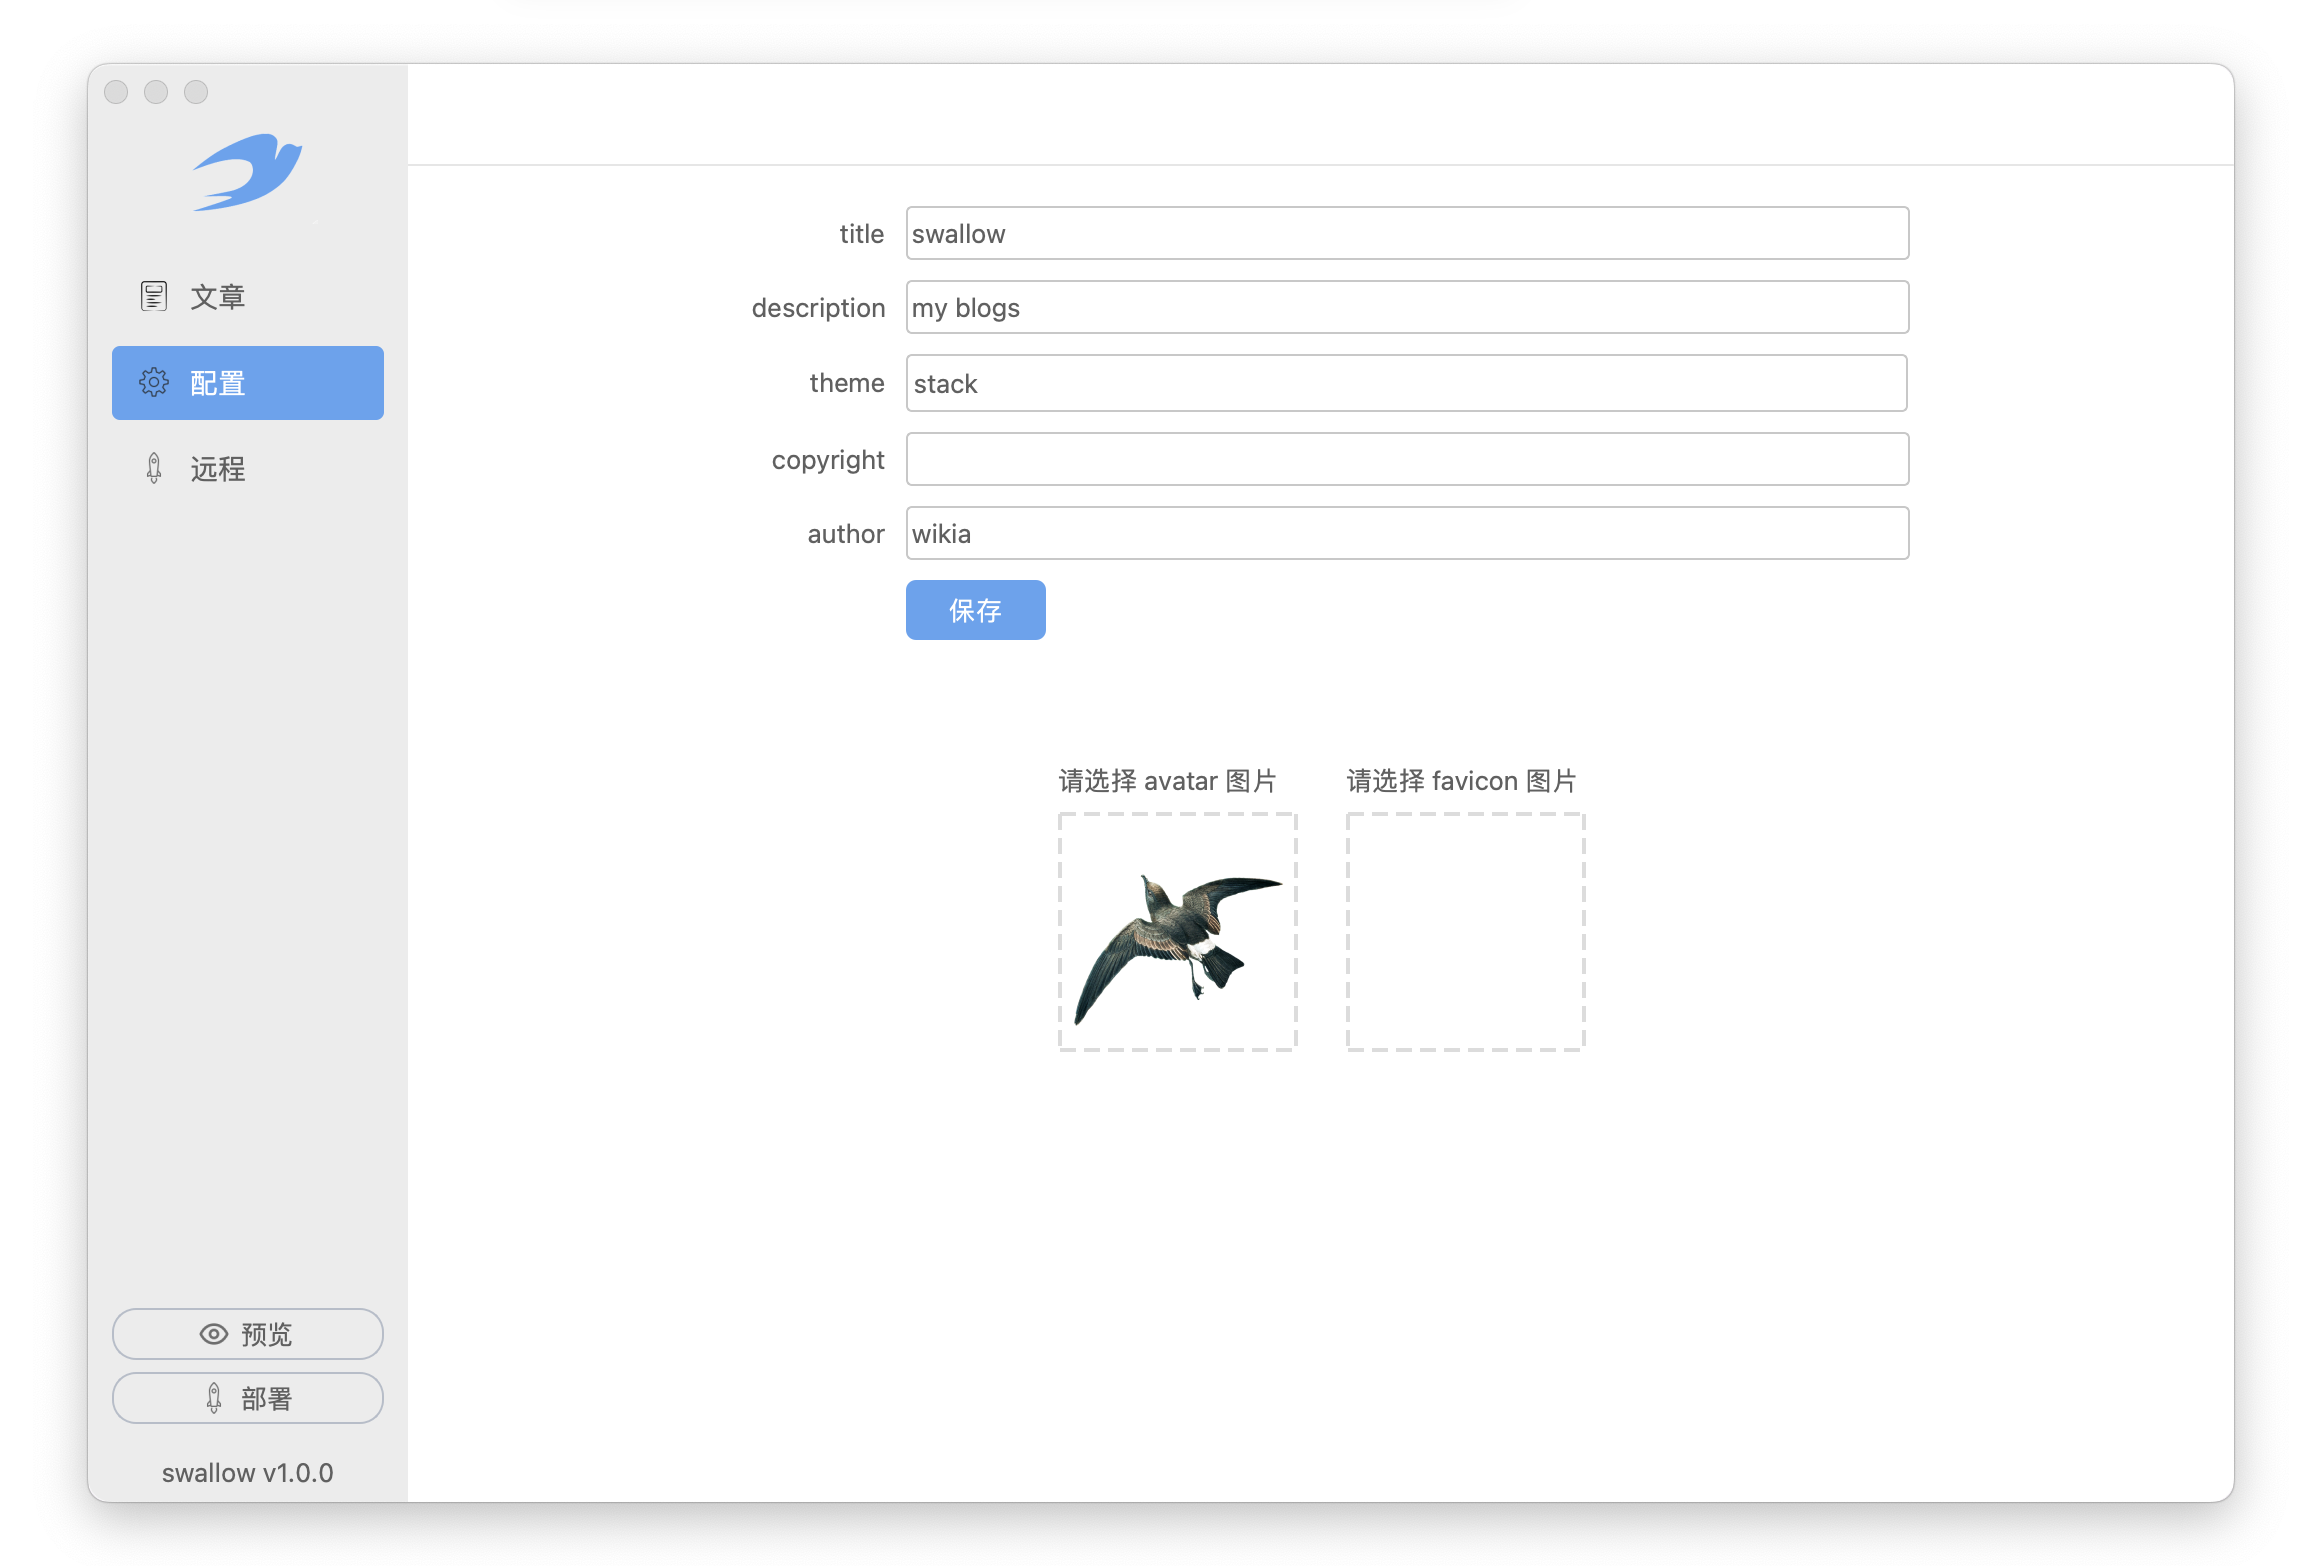 文章
配置
远程
title
swallow
description
my blogs
theme
stack
copyright
author
wikia
保存
请选择 avatar 图片
请选择 favicon 图片
预览
部署
swallow v1.0.0